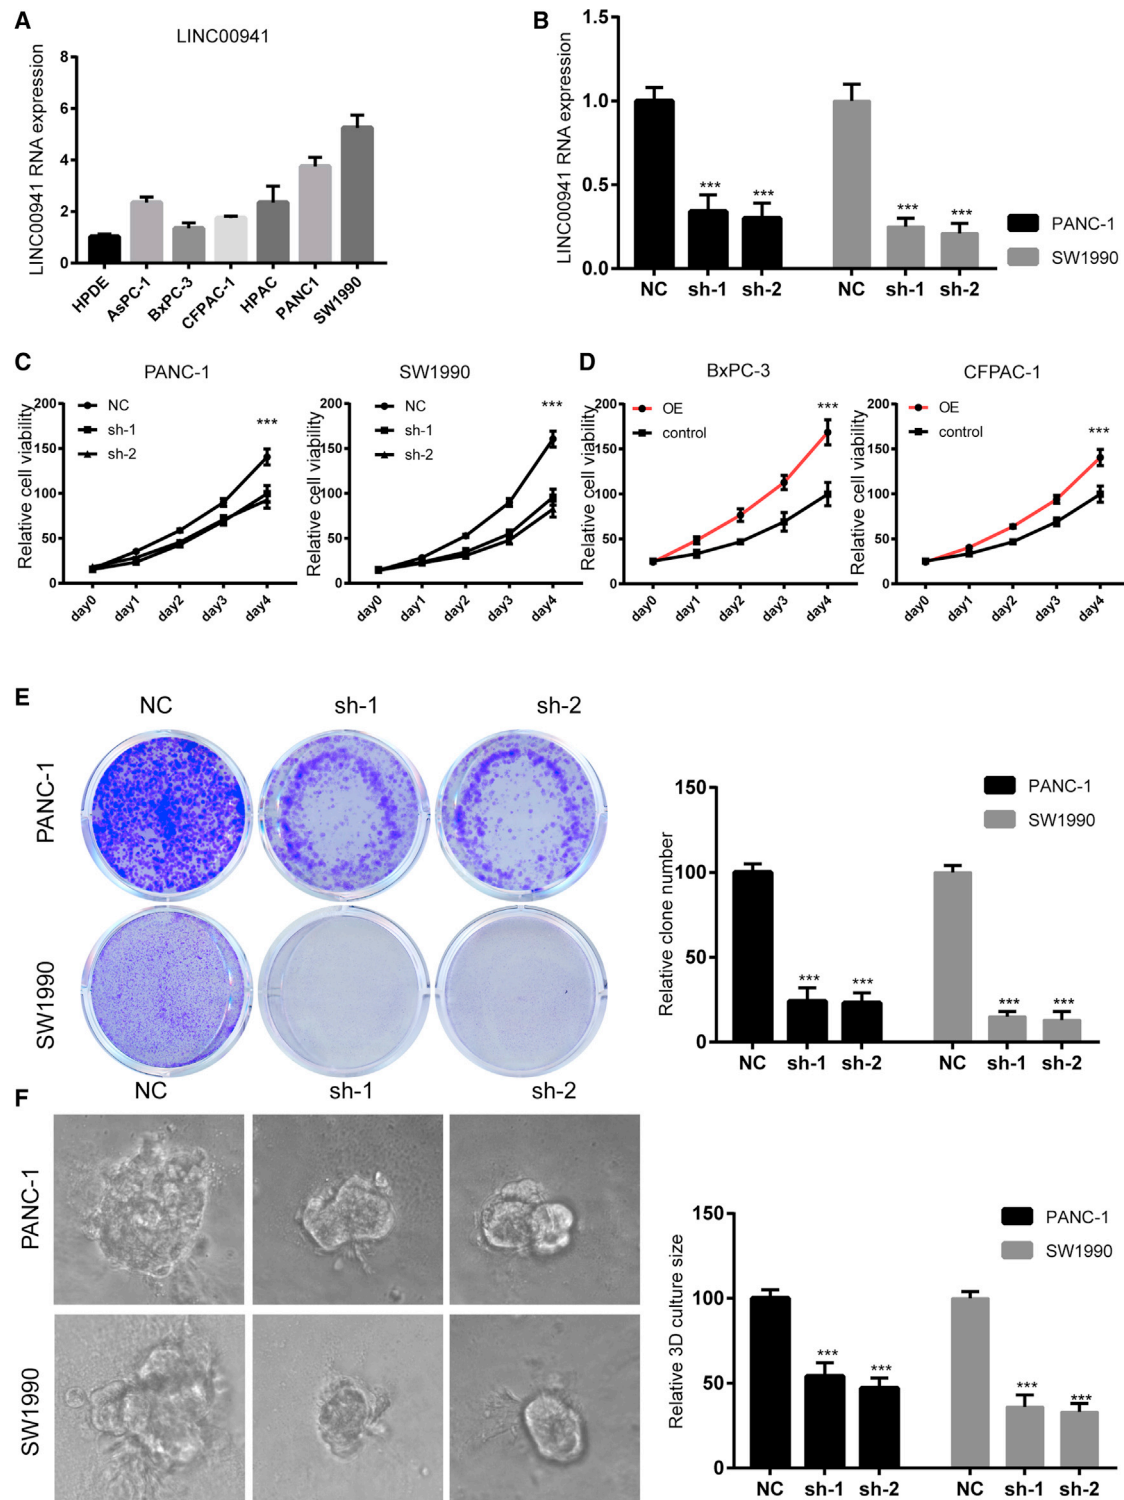 A
LINC00941
LINC00941 RNA expression
8
6
4
2
0
HPDE
AsPC-1
BxPC-3
CFPAC-1
HPAC
PANC1
SW1990
B
LINC00941 RNA expression
1.5
1.0
0.5
0.0
***
***
***
***
NC
sh-1
sh-2
NC
sh-1
sh-2
PANC-1
SW1990
C
PANC-1
Relative cell viability
200
150
100
50
0
NC
sh-1
sh-2
***
day0
day1
day2
day3
day4
SW1990
Relative cell viability
200
150
100
50
0
NC
sh-1
sh-2
***
day0
day1
day2
day3
day4
D
BxPC-3
Relative cell viability
200
150
100
50
0
OE
control
***
day0
day1
day2
day3
day4
CFPAC-1
Relative cell viability
200
150
100
50
0
OE
control
***
day0
day1
day2
day3
day4
E
NC
sh-1
sh-2
PANC-1
SW1990
Relative clone number
150
100
50
0
***
***
***
***
NC
sh-1
sh-2
NC
sh-1
sh-2
PANC-1
SW1990
F
NC
sh-1
sh-2
PANC-1
SW1990
Relative 3D culture size
150
100
50
0
***
***
***
***
NC
sh-1
sh-2
NC
sh-1
sh-2
PANC-1
SW1990